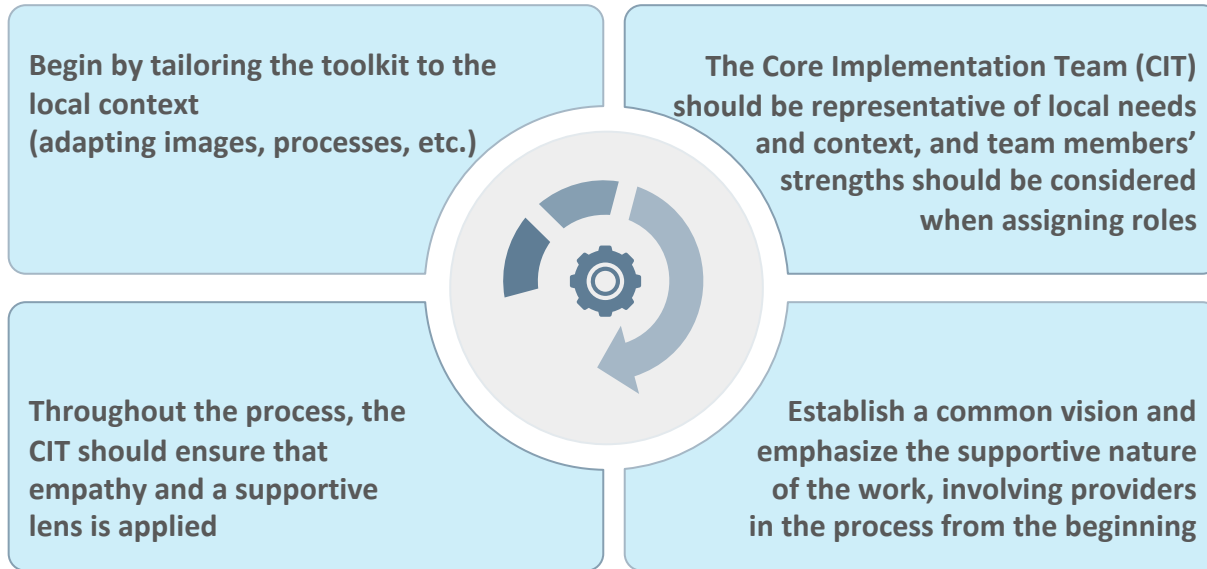 Begin by tailoring the toolkit to the
local context
(adapting images, processes, etc.)
The Core Implementation Team (CIT)
should be representative of local needs
and context, and team members’
strengths should be considered
when assigning roles
Throughout the process, the
CIT should ensure that
empathy and a supportive
lens is applied
Establish a common vision and
emphasize the supportive nature
of the work, involving providers
in the process from the beginning